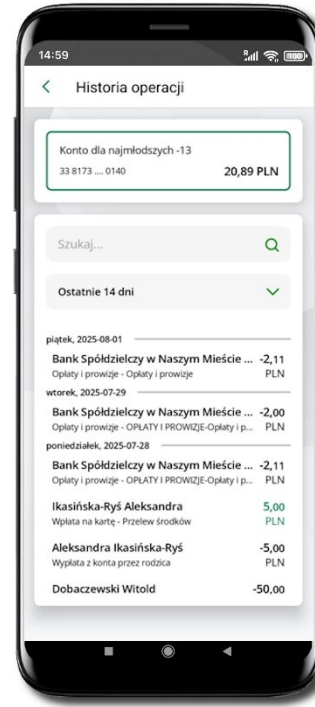 14:59
Historia operacji
Konto dla najmłodszych -13
33 8173 .... 0140 20,89 PLN
Szukaj...
Ostatnie 14 dni
piątek, 2025-08-01
Bank Spółdzielczy w Naszym Mieście ... -2,11
Opłaty i prowizje - Opłaty i prowizje PLN
wtorek, 2025-07-29
Bank Spółdzielczy w Naszym Mieście ... -2,00
Opłaty i prowizje - OPŁATY I PROWIZJE-Opłaty i p... PLN
poniedziałek, 2025-07-28
Bank Spółdzielczy w Naszym Mieście ... -2,11
Opłaty i prowizje - OPŁATY I PROWIZJE-Opłaty i p... PLN
Ikasińska-Ryś Aleksandra 5,00
Wpłata na kartę - Przelew środków PLN
Aleksandra Ikasińska-Ryś -5,00
Wypłata z konta przez rodzica PLN
Dobaczewski Witold -50,00